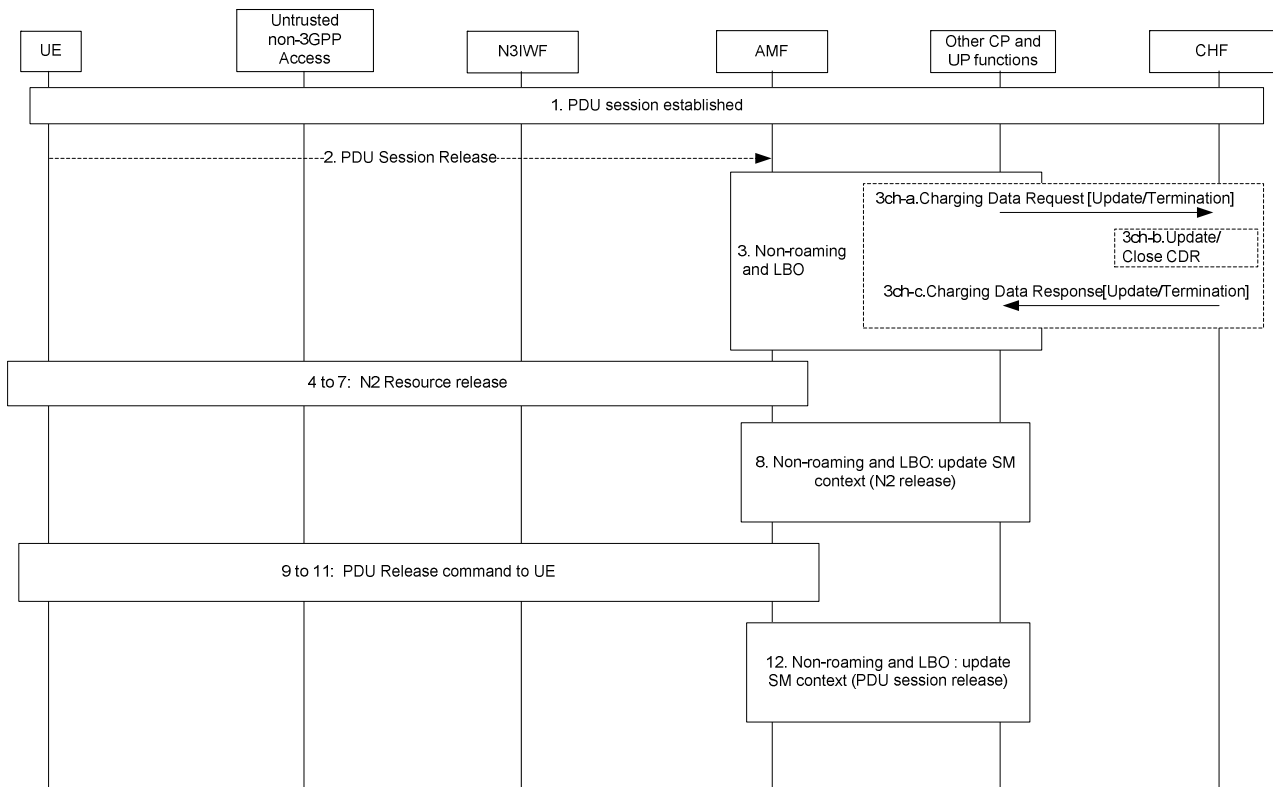 UE
Untrusted
non-3GPP
Access
N3IWF
AMF
Other CP and
UP functions
CHF
1. PDU session established
2. PDU Session Release
3ch-a.Charging Data Request [Update/Termination]
3ch-b.Update/
Close CDR
3. Non-roaming
and LBO
3ch-c.Charging Data Response[Update/Termination]
4 to 7: N2 Resource release
8. Non-roaming and LBO: update SM
context (N2 release)
9 to 11: PDU Release command to UE
12. Non-roaming and LBO : update
SM context (PDU session release)